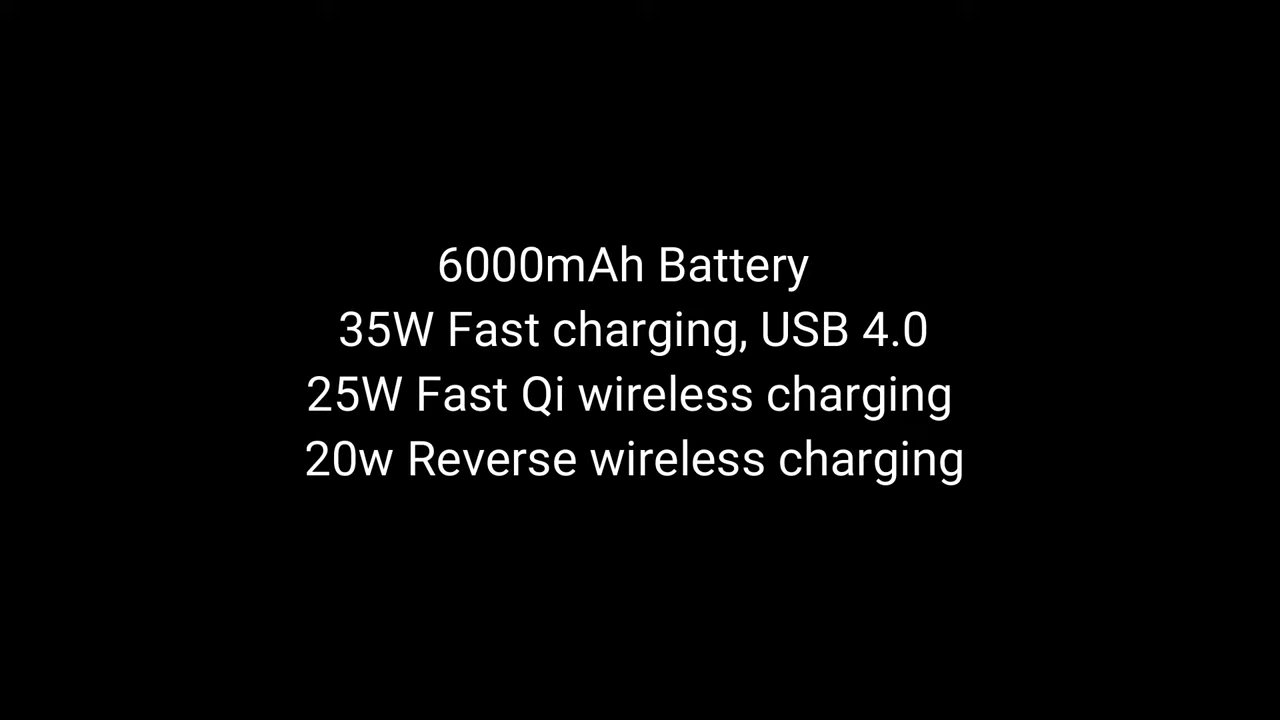 6000mAh Battery
35W Fast charging, USB 4.0
25W Fast Qi wireless charging
20w Reverse wireless charging